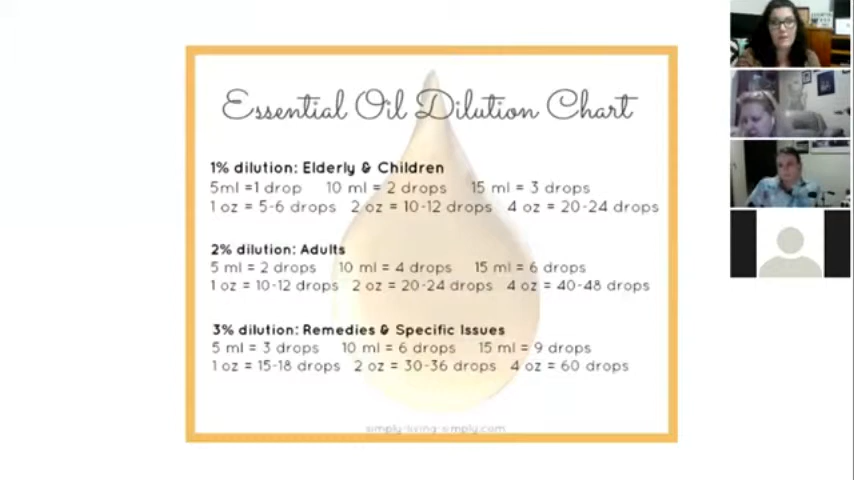 Essential Oil Dilution Chart
1% dilution: Elderly & Children
5ml =1 drop 10 ml = 2 drops 15 ml = 3 drops
1 oz = 5-6 drops 2 oz = 10-12 drops 4 oz = 20-24 drops
2% dilution: Adults
5 ml = 2 drops 10 ml = 4 drops 15 ml = 6 drops
1 oz = 10-12 drops 2 oz = 20-24 drops 4 oz = 40-48 drops
3% dilution: Remedies & Specific Issues
5 ml = 3 drops 10 ml = 6 drops 15 ml = 9 drops
1 oz = 15-18 drops 2 oz = 30-36 drops 4 oz = 60 drops
simply-living-simply.com